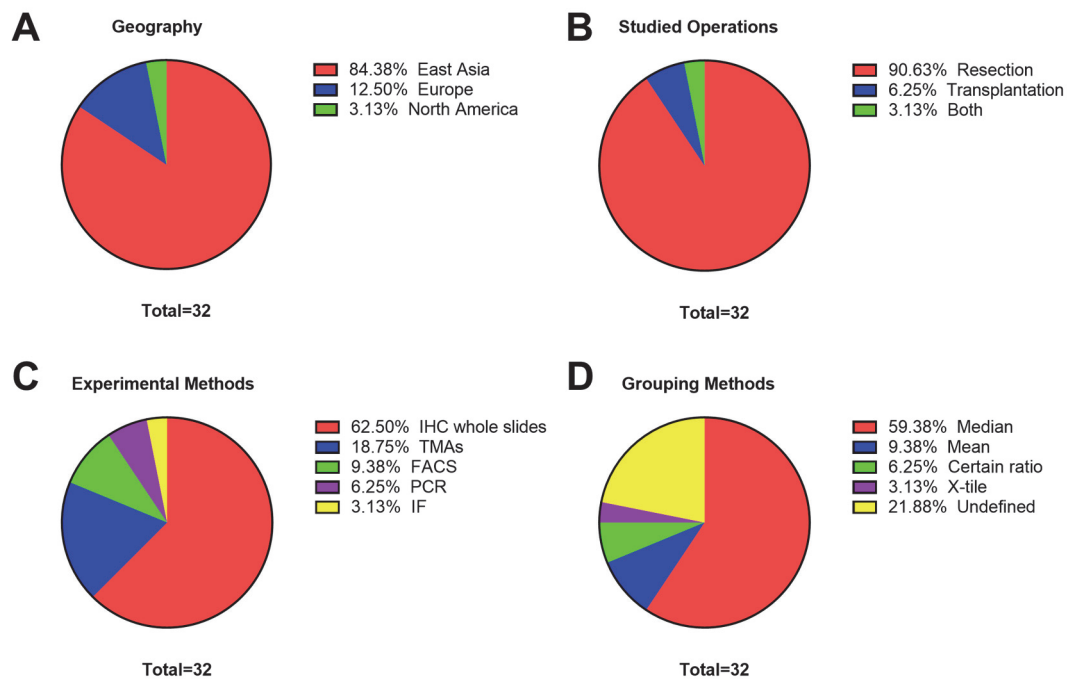 A
Geography
84.38% East Asia
12.50% Europe
3.13% North America
Total=32
B
Studied Operations
90.63% Resection
6.25% Transplantation
3.13% Both
Total=32
C
Experimental Methods
62.50% IHC whole slides
18.75% TMAs
9.38% FACS
6.25% PCR
3.13% IF
Total=32
D
Grouping Methods
59.38% Median
9.38% Mean
6.25% Certain ratio
3.13% X-tile
21.88% Undefined
Total=32